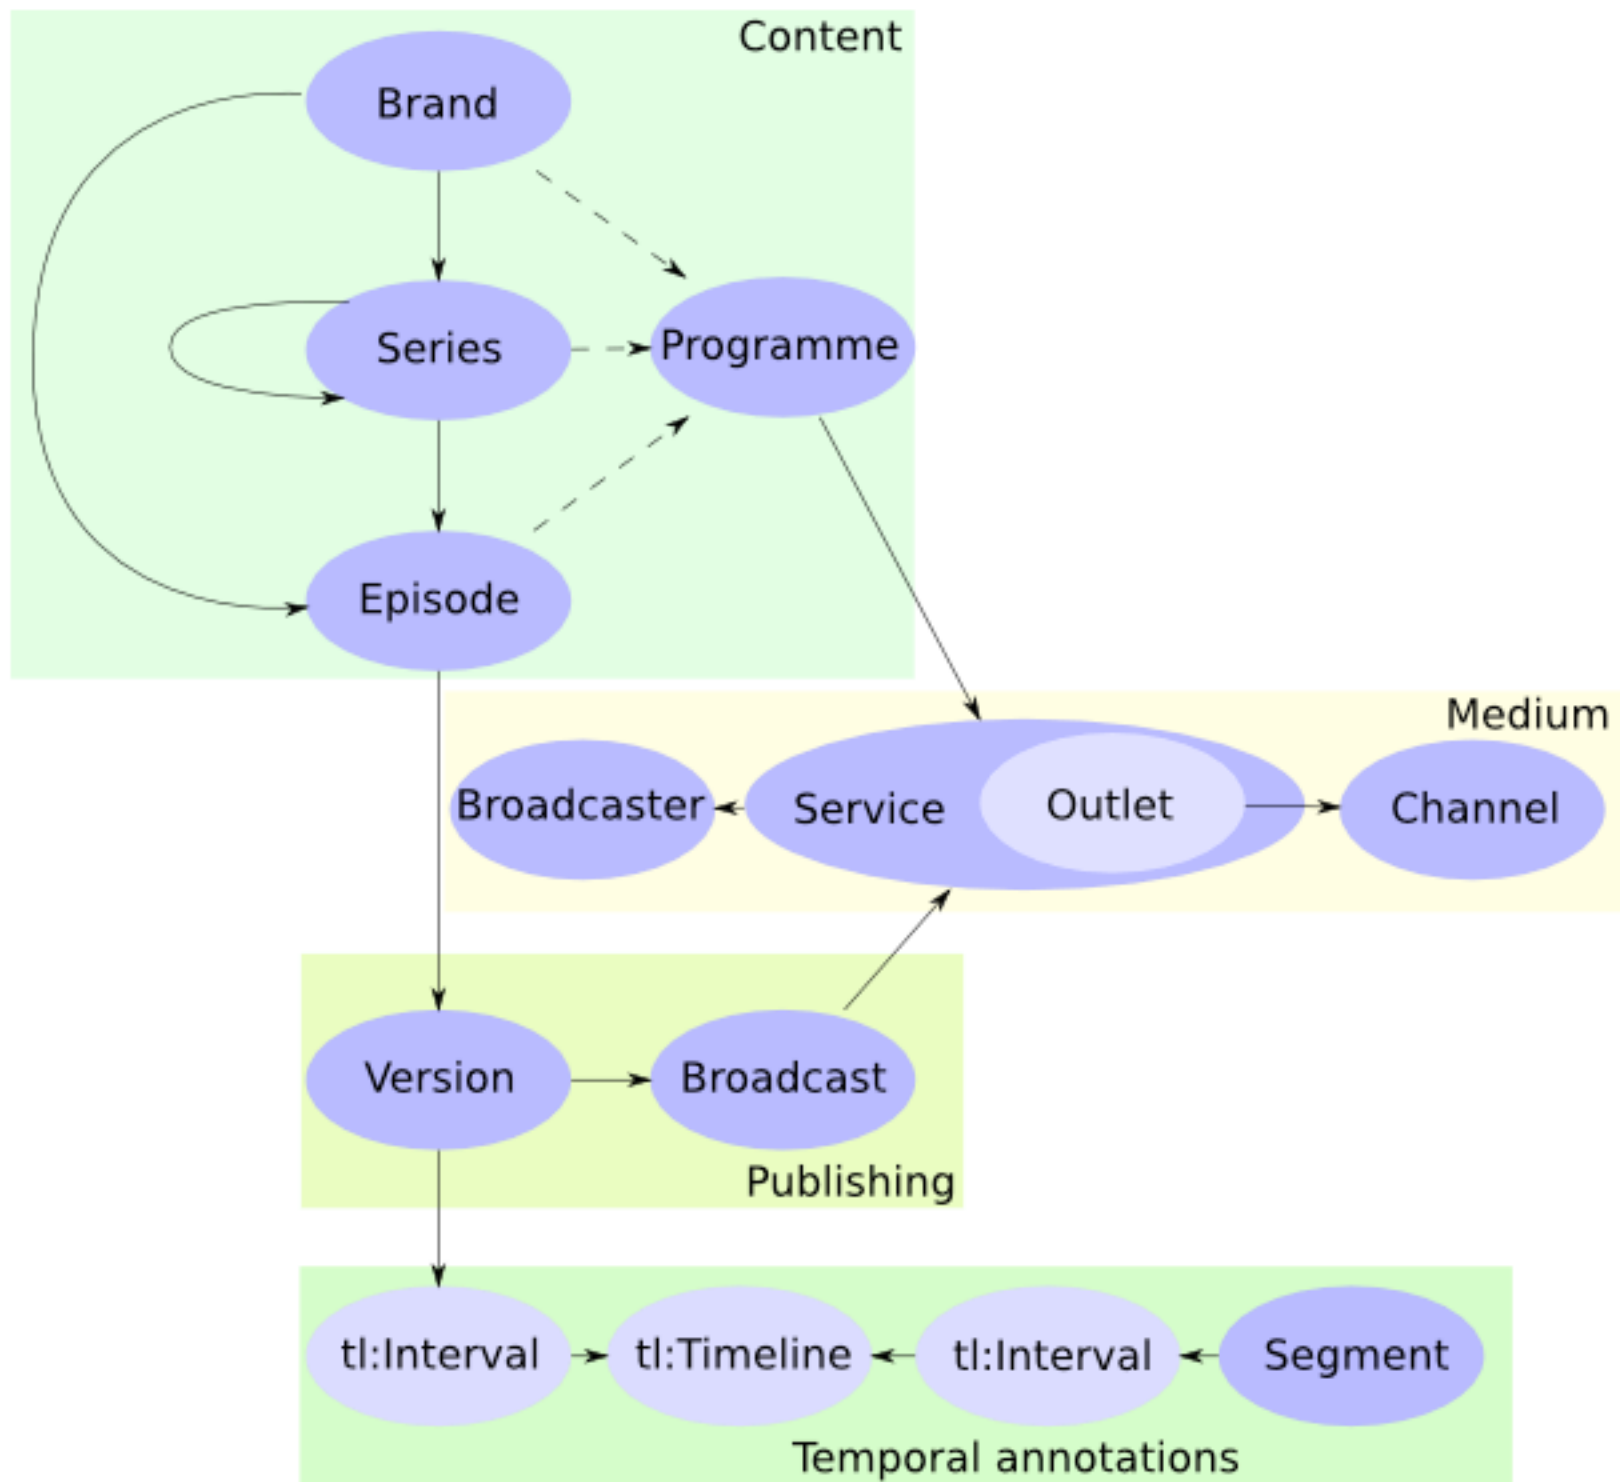 Content
Brand
Series
Programme
Episode
Medium
Broadcaster
Service
Outlet
Channel
Version
Broadcast
Publishing
tl:Interval
tl:Timeline
tl:Interval
Segment
Temporal annotations